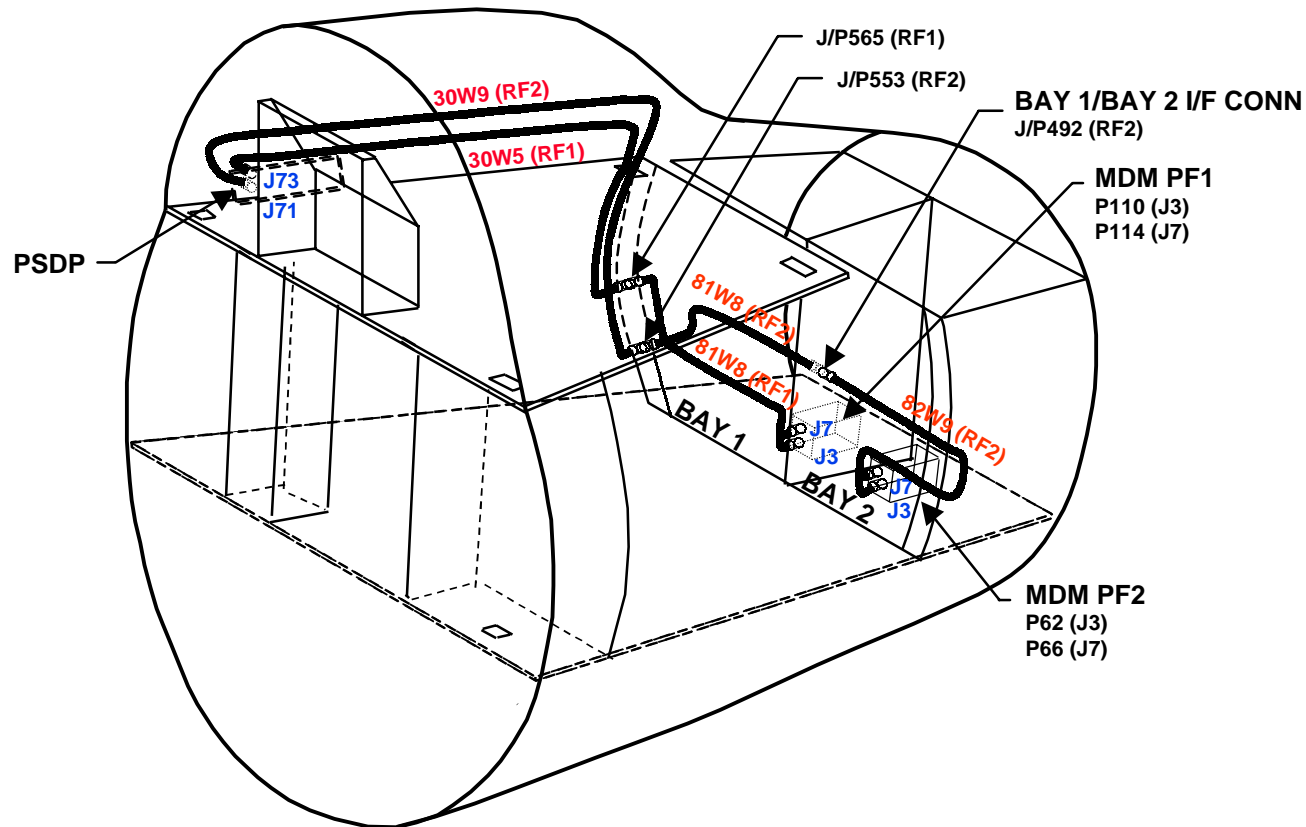 J/P565 (RF1)
J/P553 (RF2)
BAY 1/BAY 2 I/F CONN
J/P492 (RF2)
30W9 (RF2)
30W5 (RF1)
J73
J71
PSDP
MDM PF1
P110 (J3)
P114 (J7)
81W8 (RF2)
81W8 (RF1)
82W9 (RF2)
BAY 1
J7
J3
BAY 2
J7
J3
MDM PF2
P62 (J3)
P66 (J7)